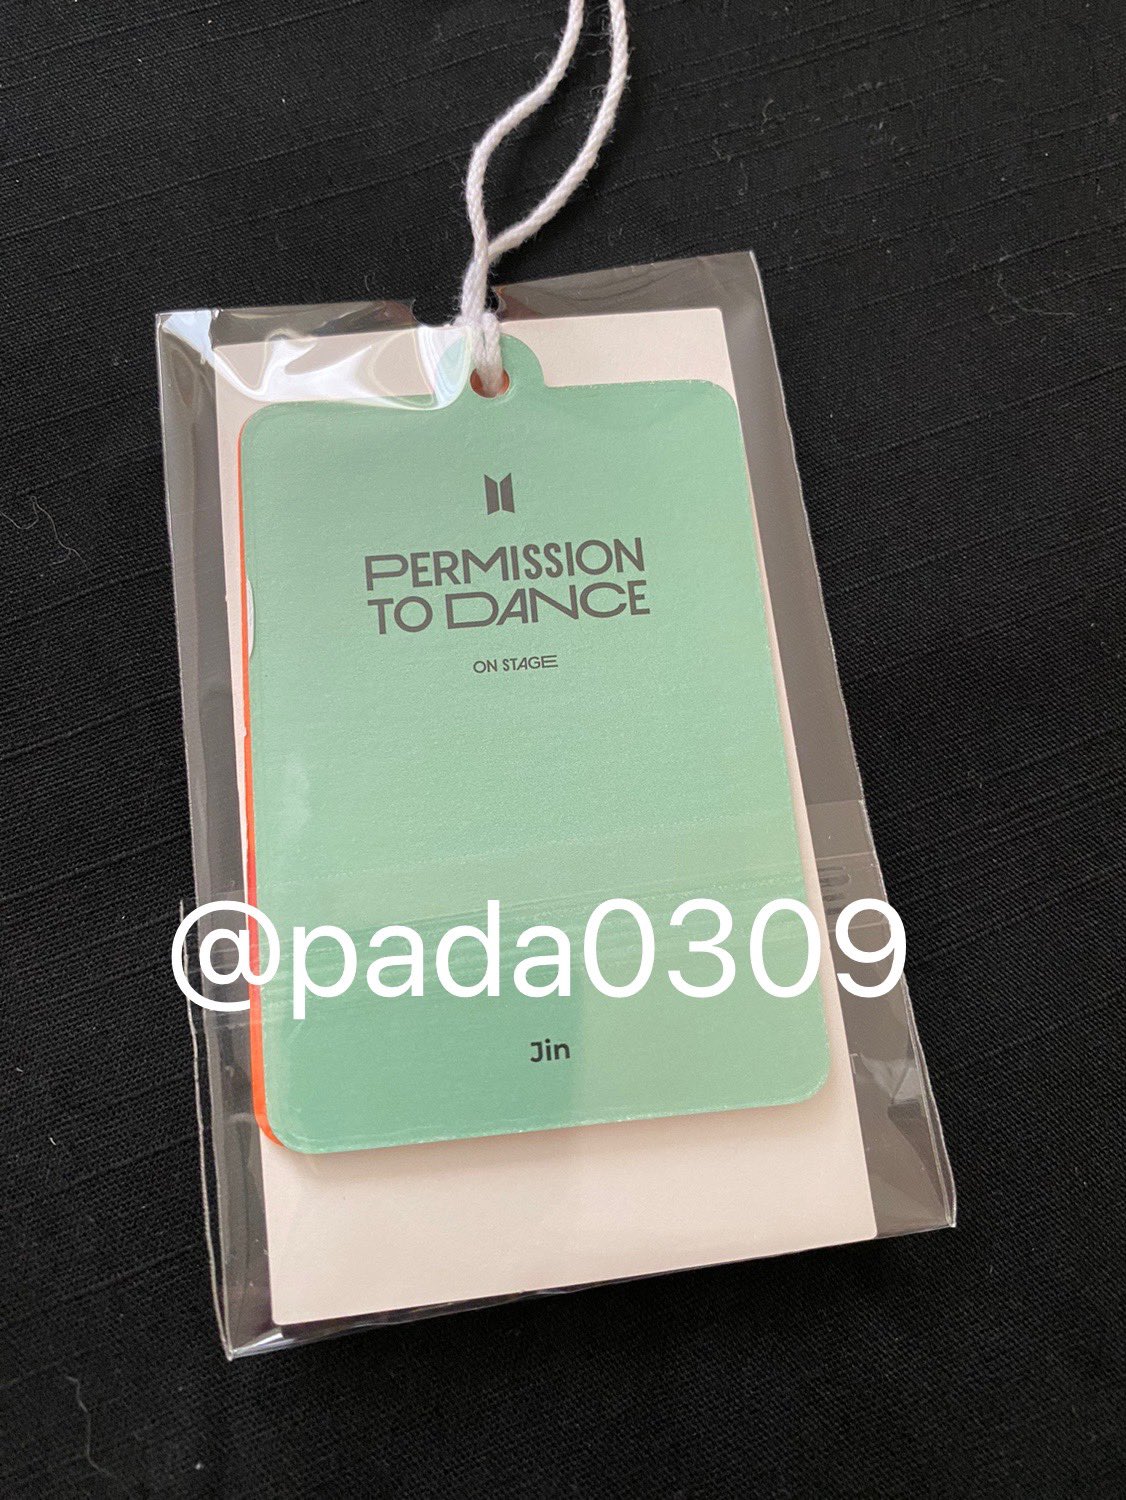 PERMISSION
TO DANCE
ON STAGE
@pada0309
Jin